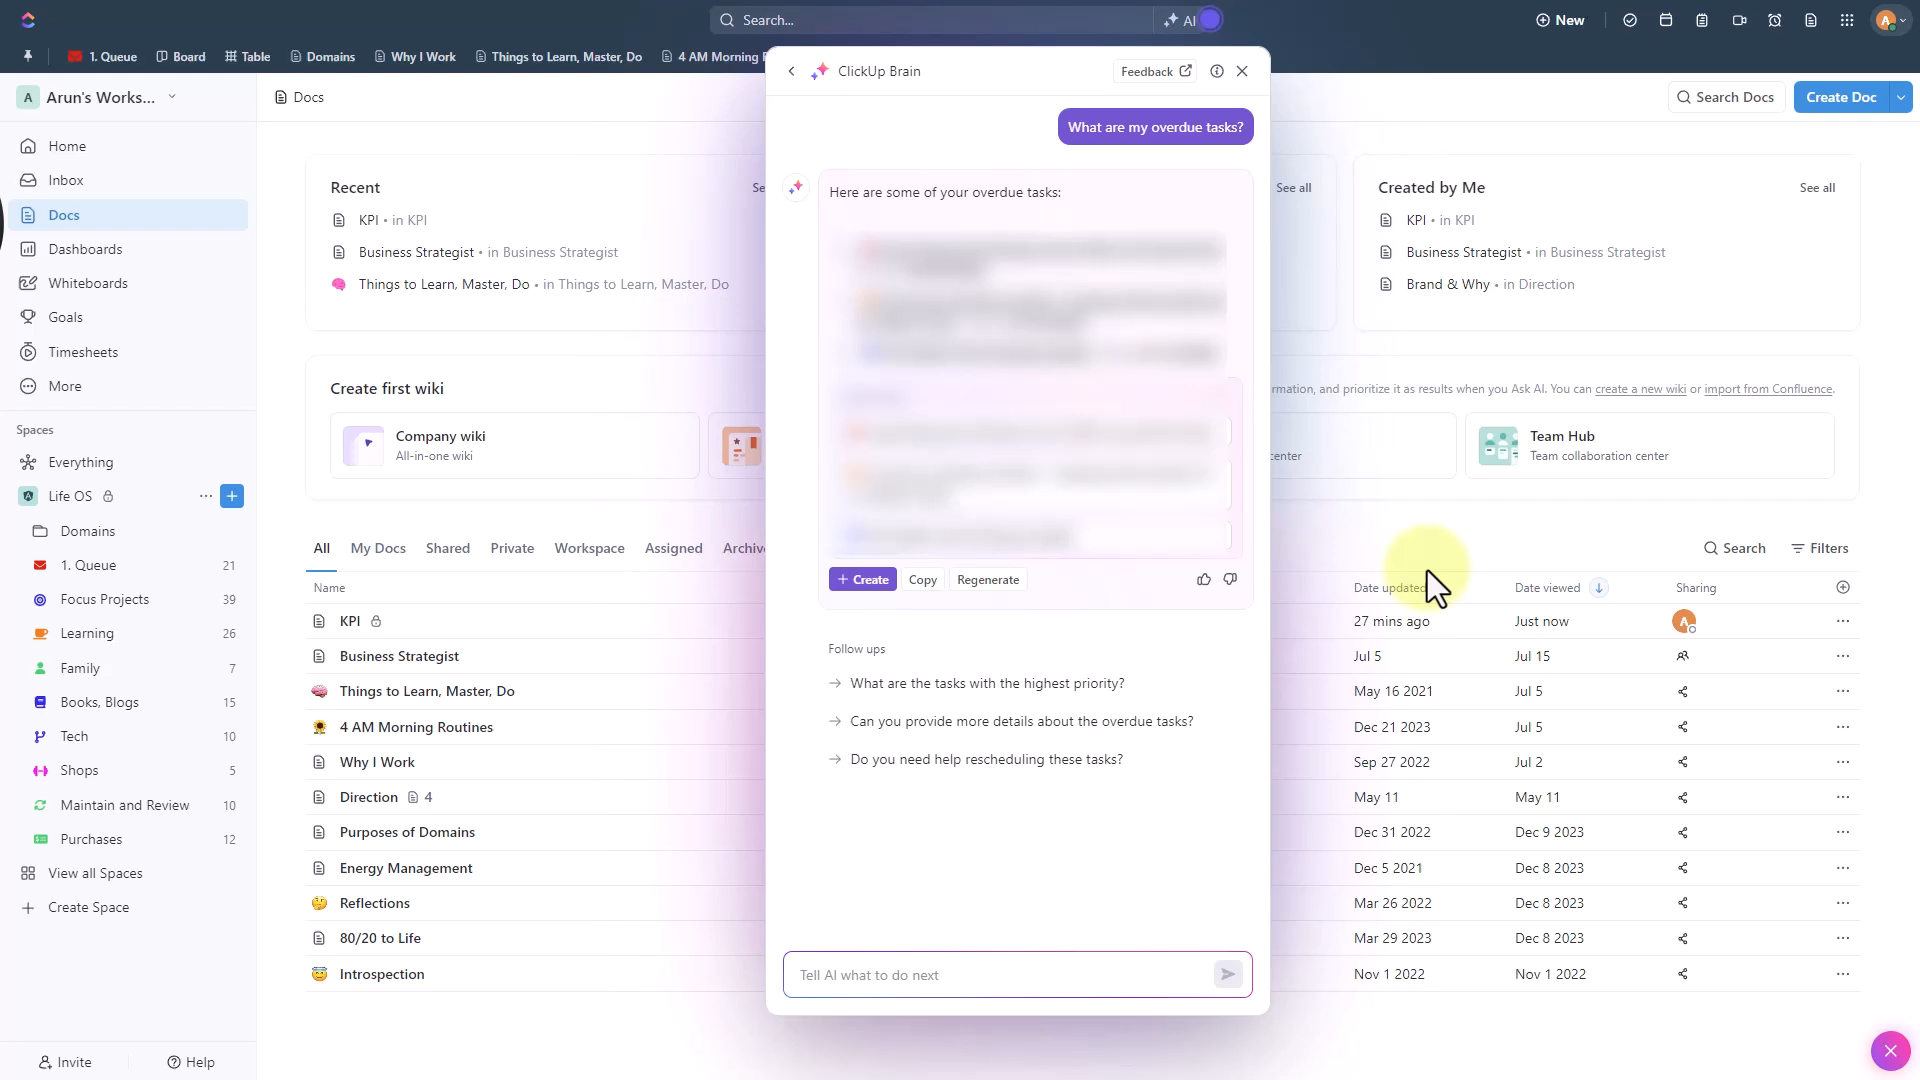 Search...
AI
New
A
1. Queue
Board
Table
Domains
Why I Work
Things to Learn, Master, Do
4 AM Morning
A Arun's Works...
Home
Inbox
Docs
Dashboards
Whiteboards
Goals
Timesheets
More
Spaces
Everything
Life OS
Domains
1. Queue 21
Focus Projects 39
Learning 26
Family 7
Books, Blogs 15
Tech 10
Shops 5
Maintain and Review 10
Purchases 12
View all Spaces
Create Space
Invite
Help
Docs
Search Docs
Create Doc
Recent
KPI • in KPI
Business Strategist • in Business Strategist
Things to Learn, Master, Do • in Things to Learn, Master, Do
See all
Created by Me
See all
KPI • in KPI
Business Strategist • in Business Strategist
Brand & Why • in Direction
Create first wiki
and prioritize it as results when you Ask AI. You can create a new wiki or import from Confluence.
Company wiki
All-in-one wiki
Team Hub
Team collaboration center
All My Docs Shared Private Workspace Assigned
Search
Filters
Name Date updated Date viewed Sharing
KPI 27 mins ago Just now A
Business Strategist Jul 5 Jul 15
Things to Learn, Master, Do May 16 2021 Jul 5
4 AM Morning Routines Dec 21 2023 Jul 5
Why I Work Sep 27 2022 Jul 2
Direction 4 May 11 May 11
Purposes of Domains Dec 31 2022 Dec 9 2023
Energy Management Dec 5 2021 Dec 8 2023
Reflections Mar 26 2022 Dec 8 2023
80/20 to Life Mar 29 2023 Dec 8 2023
Introspection Nov 1 2022 Nov 1 2022
ClickUp Brain
Feedback
What are my overdue tasks?
Here are some of your overdue tasks:
+ Create
Copy
Regenerate
Follow ups
→ What are the tasks with the highest priority?
→ Can you provide more details about the overdue tasks?
→ Do you need help rescheduling these tasks?
Tell AI what to do next